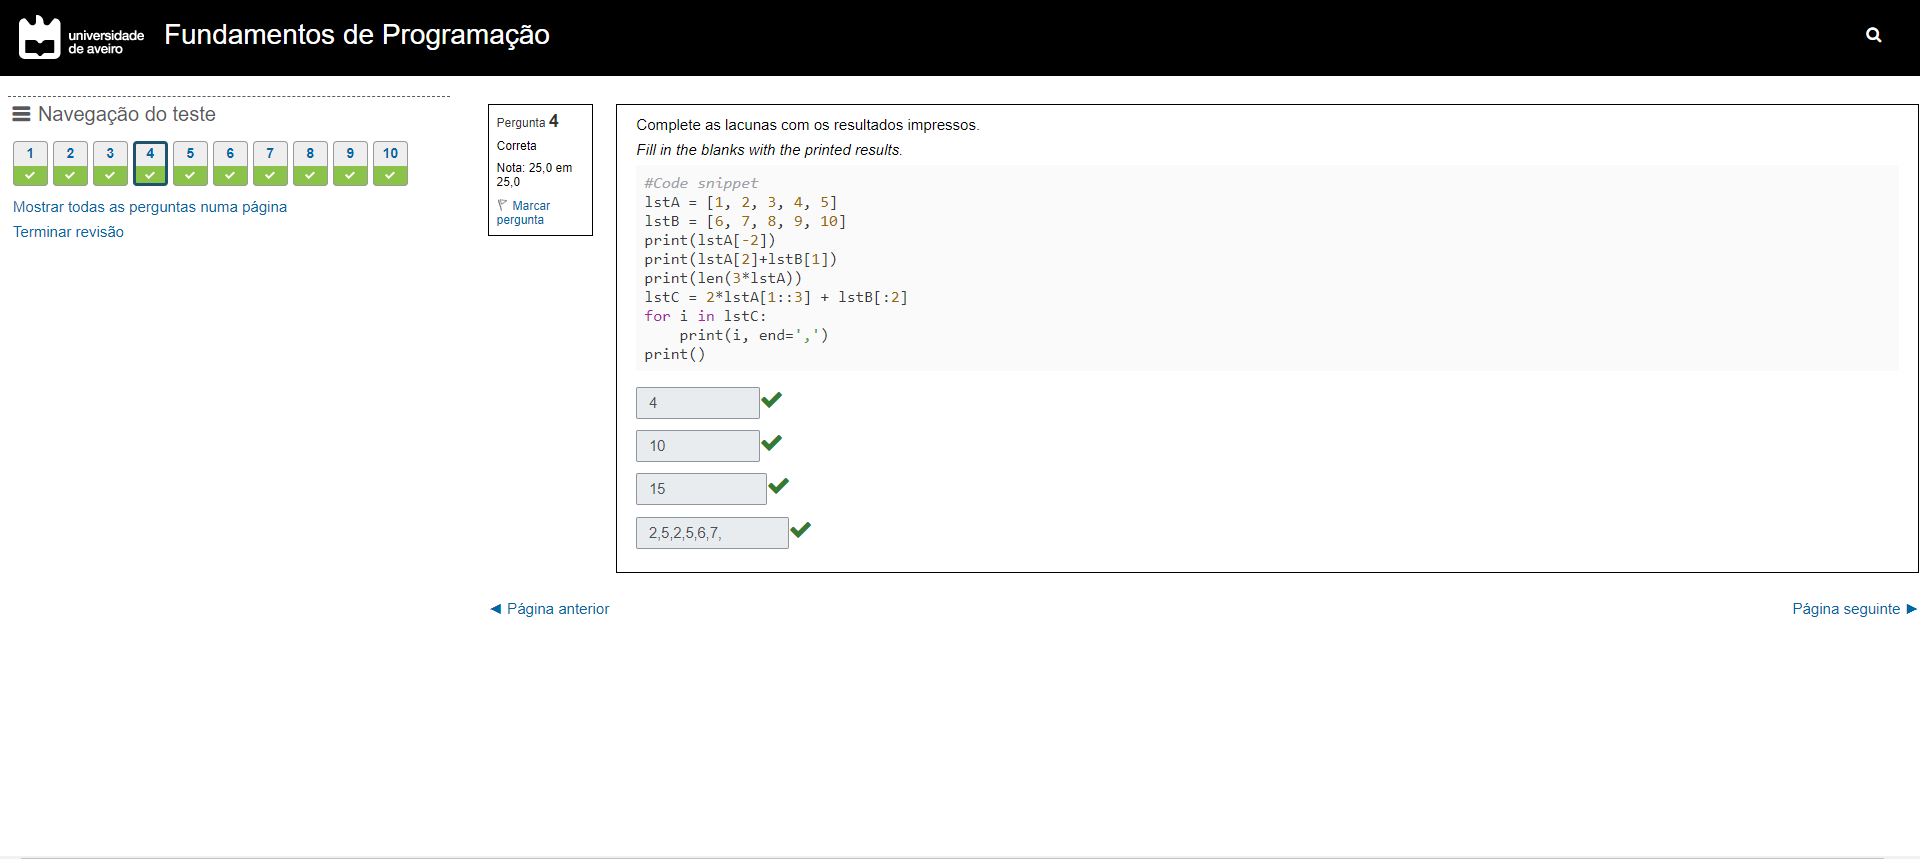 universidade
de aveiro
Fundamentos de Programação
Navegação do teste
1 2 3 4 5 6 7 8 9 10
Mostrar todas as perguntas numa página
Terminar revisão
Pergunta 4
Correta
Nota: 25,0 em
25,0
Marcar
pergunta
Complete as lacunas com os resultados impressos.
Fill in the blanks with the printed results.
#Code snippet
lstA = [1, 2, 3, 4, 5]
lstB = [6, 7, 8, 9, 10]
print(lstA[-2])
print(lstA[2]+lstB[1])
print(len(3*lstA))
lstC = 2*lstA[1::3] + lstB[:2]
for i in lstC:
    print(i, end=',')
print()
4
10
15
2,5,2,5,6,7,
◄ Página anterior
Página seguinte ►